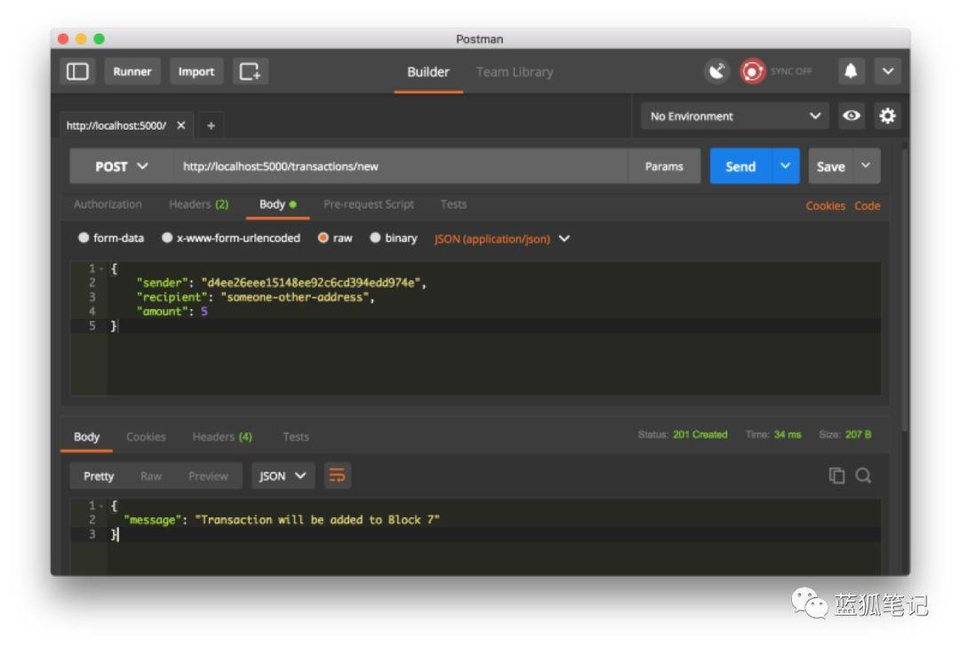 Postman
Runner Import Builder Team Library SYNC OFF
http://localhost:5000/ No Environment
POST http://localhost:5000/transactions/new Params Send Save
Authorization Headers (2) Body Pre-request Script Tests Cookies Code
form-data x-www-form-urlencoded raw binary JSON (application/json)
1 {
2 "sender": "d4ee26eee15148ee92c6cd394edd974e",
3 "recipient": "someone-other-address",
4 "amount": 5
5 }
Body Cookies Headers (4) Tests Status: 201 Created Time: 34 ms Size: 207 B
Pretty Raw Preview JSON
1 {
2 "message": "Transaction will be added to Block 7"
3 }
蓝狐笔记